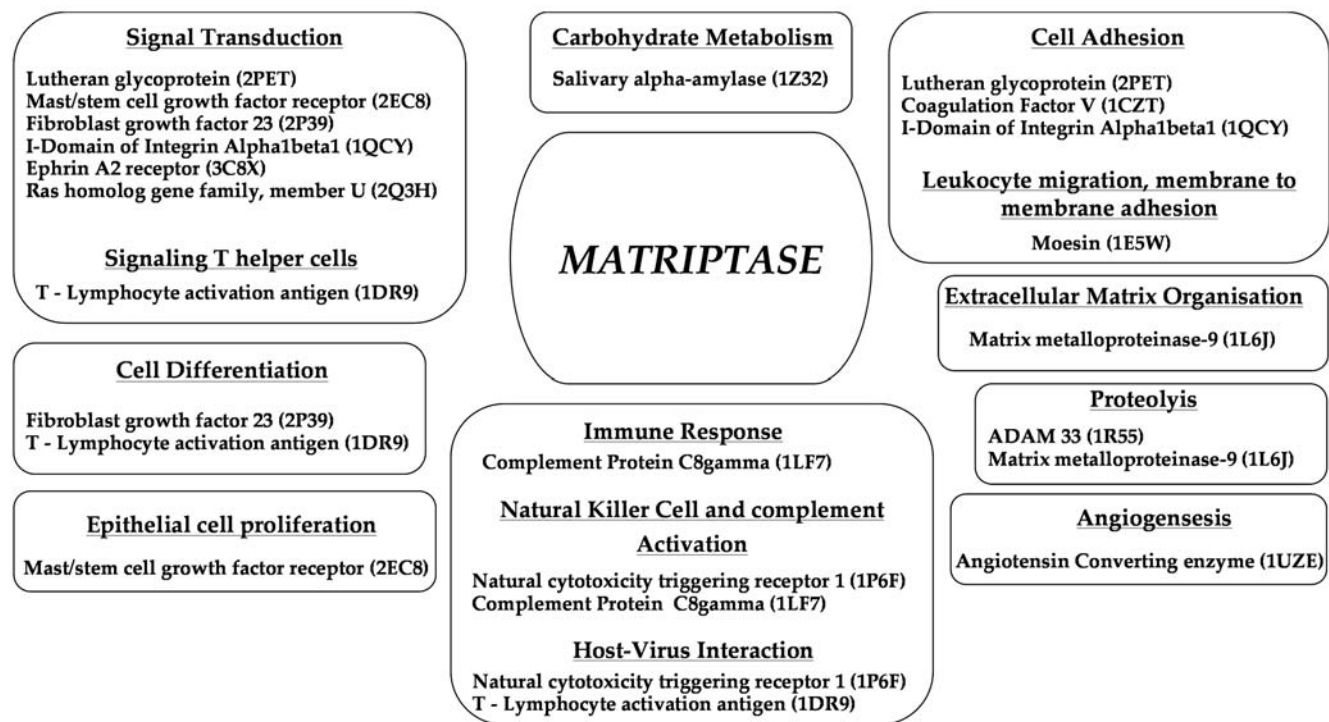 Signal Transduction
Lutheran glycoprotein (2PET)
Mast/stem cell growth factor receptor (2EC8)
Fibroblast growth factor 23 (2P39)
I-Domain of Integrin Alpha1beta1 (1QCY)
Ephrin A2 receptor (3C8X)
Ras homolog gene family, member U (2Q3H)
Signaling T helper cells
T - Lymphocyte activation antigen (1DR9)
Cell Differentiation
Fibroblast growth factor 23 (2P39)
T - Lymphocyte activation antigen (1DR9)
Epithelial cell proliferation
Mast/stem cell growth factor receptor (2EC8)
Carbohydrate Metabolism
Salivary alpha-amylase (1Z32)
MATRIPTASE
Immune Response
Complement Protein C8gamma (1LF7)
Natural Killer Cell and complement
Activation
Natural cytotoxicity triggering receptor 1 (1P6F)
Complement Protein C8gamma (1LF7)
Host-Virus Interaction
Natural cytotoxicity triggering receptor 1 (1P6F)
T - Lymphocyte activation antigen (1DR9)
Cell Adhesion
Lutheran glycoprotein (2PET)
Coagulation Factor V (1CZT)
I-Domain of Integrin Alpha1beta1 (1QCY)
Leukocyte migration, membrane to
membrane adhesion
Moesin (1E5W)
Extracellular Matrix Organisation
Matrix metalloproteinase-9 (1L6J)
Proteolyis
ADAM 33 (1R55)
Matrix metalloproteinase-9 (1L6J)
Angiogensesis
Angiotensin Converting enzyme (1UZE)